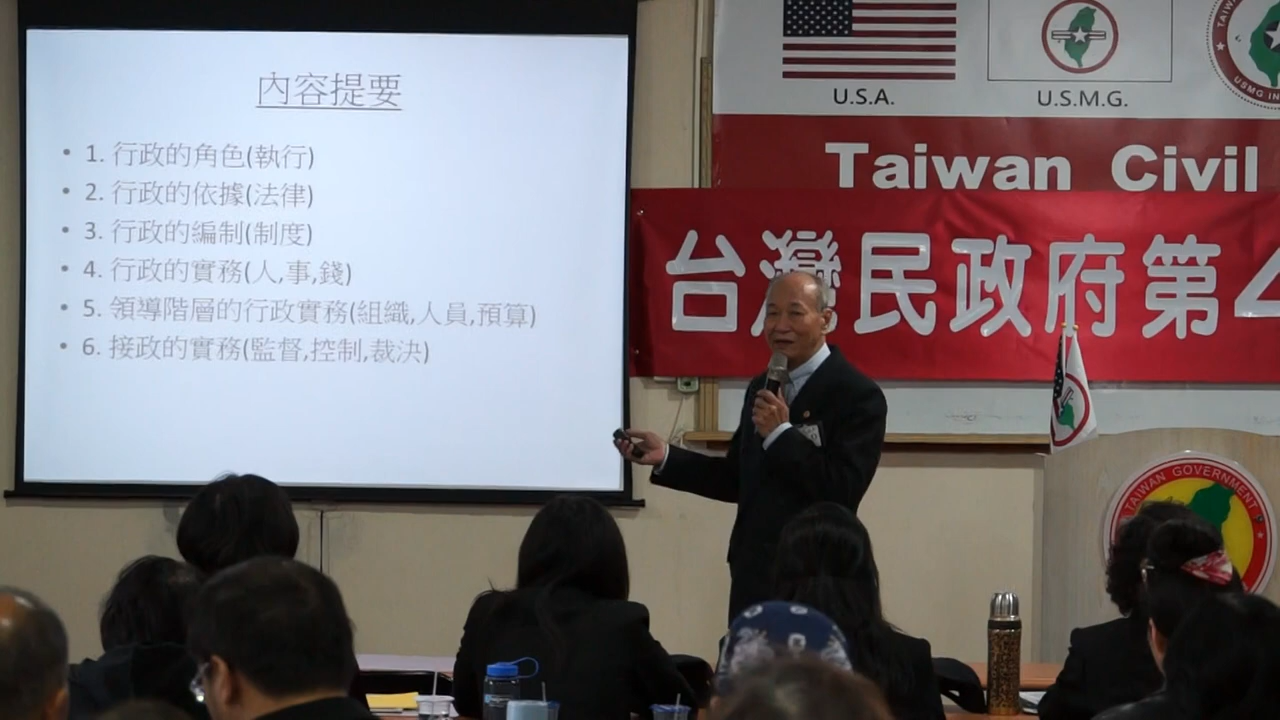 內容提要
• 1. 行政的角色(執行)
• 2. 行政的依據(法律)
• 3. 行政的編制(制度)
• 4. 行政的實務(人,事,錢)
• 5. 領導階層的行政實務(組織,人員,預算)
• 6. 接政的實務(監督,控制,裁決)
U.S.A.
U.S.M.G.
Taiwan Civil
台灣民政府第4
TAIWAN GOVERNMENT